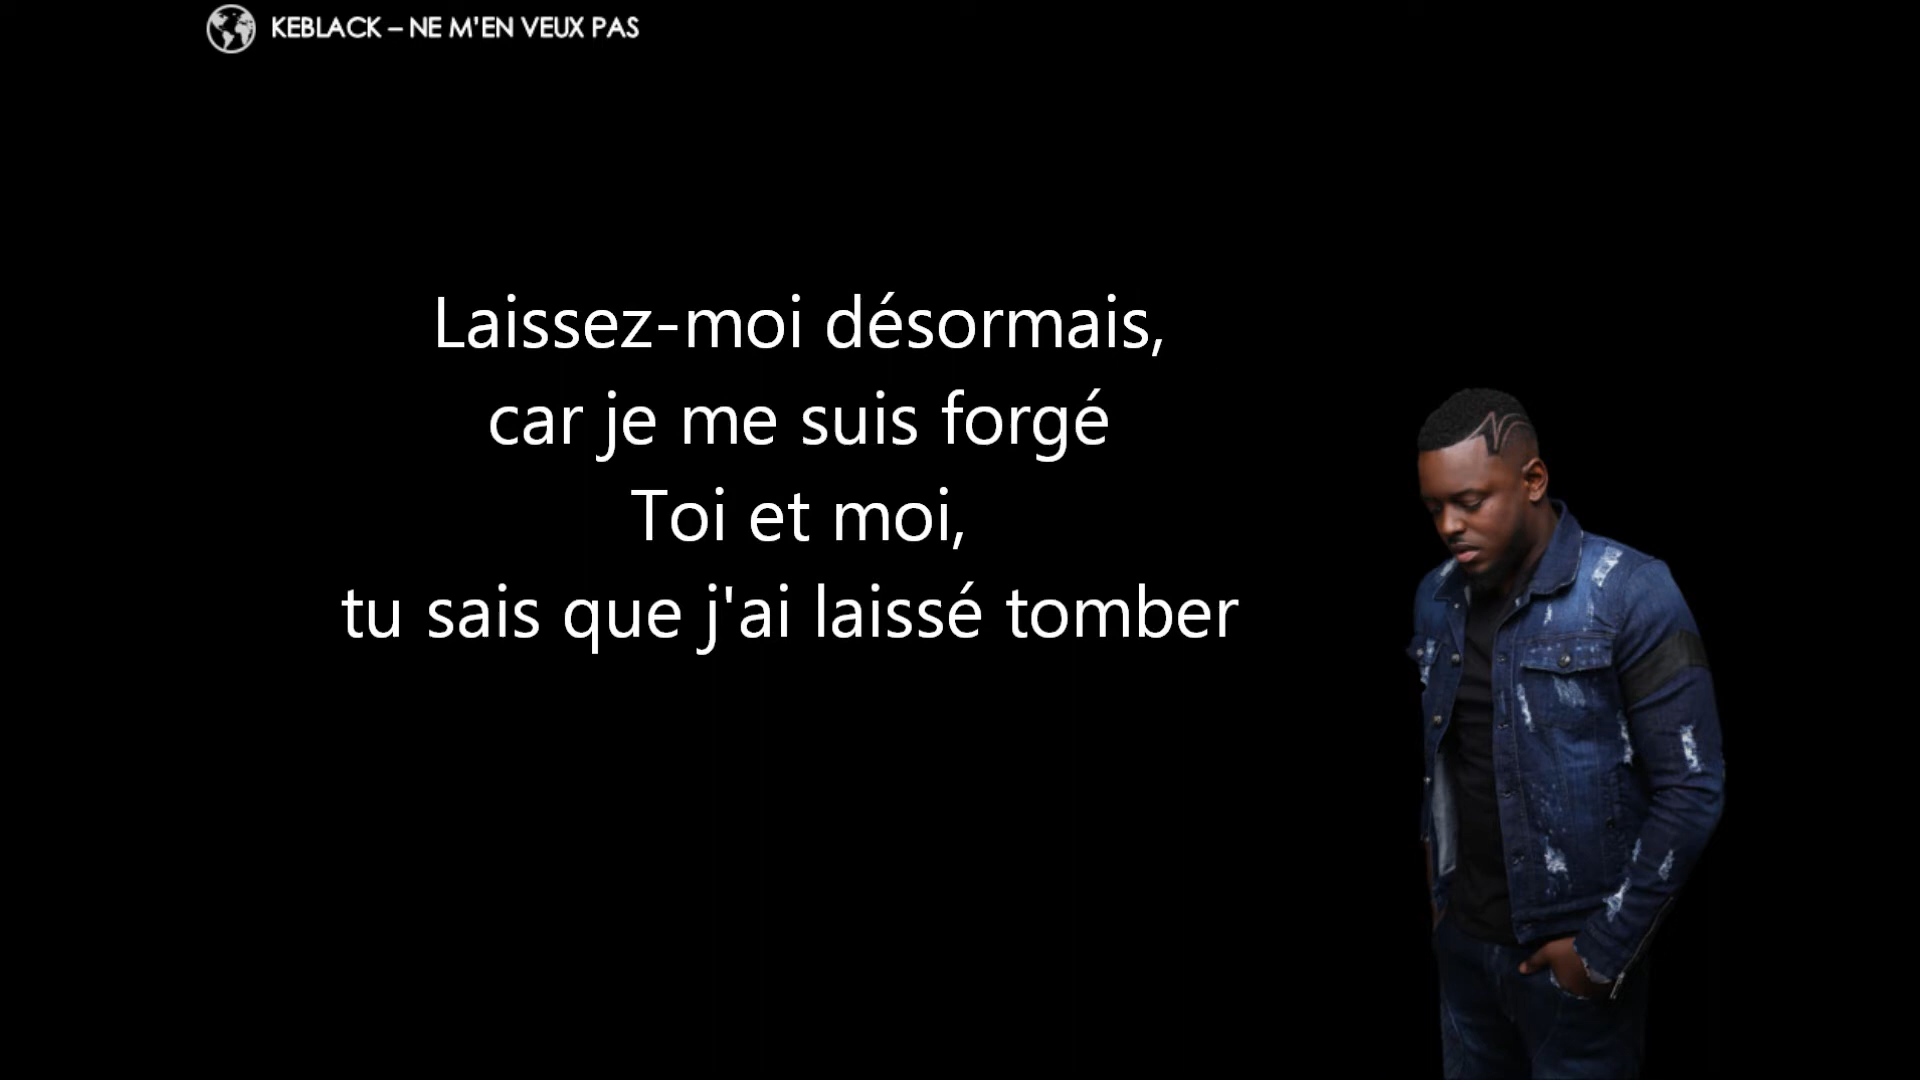 KEBLACK – NE M'EN VEUX PAS
Laissez-moi désormais,
car je me suis forgé
Toi et moi,
tu sais que j'ai laissé tomber